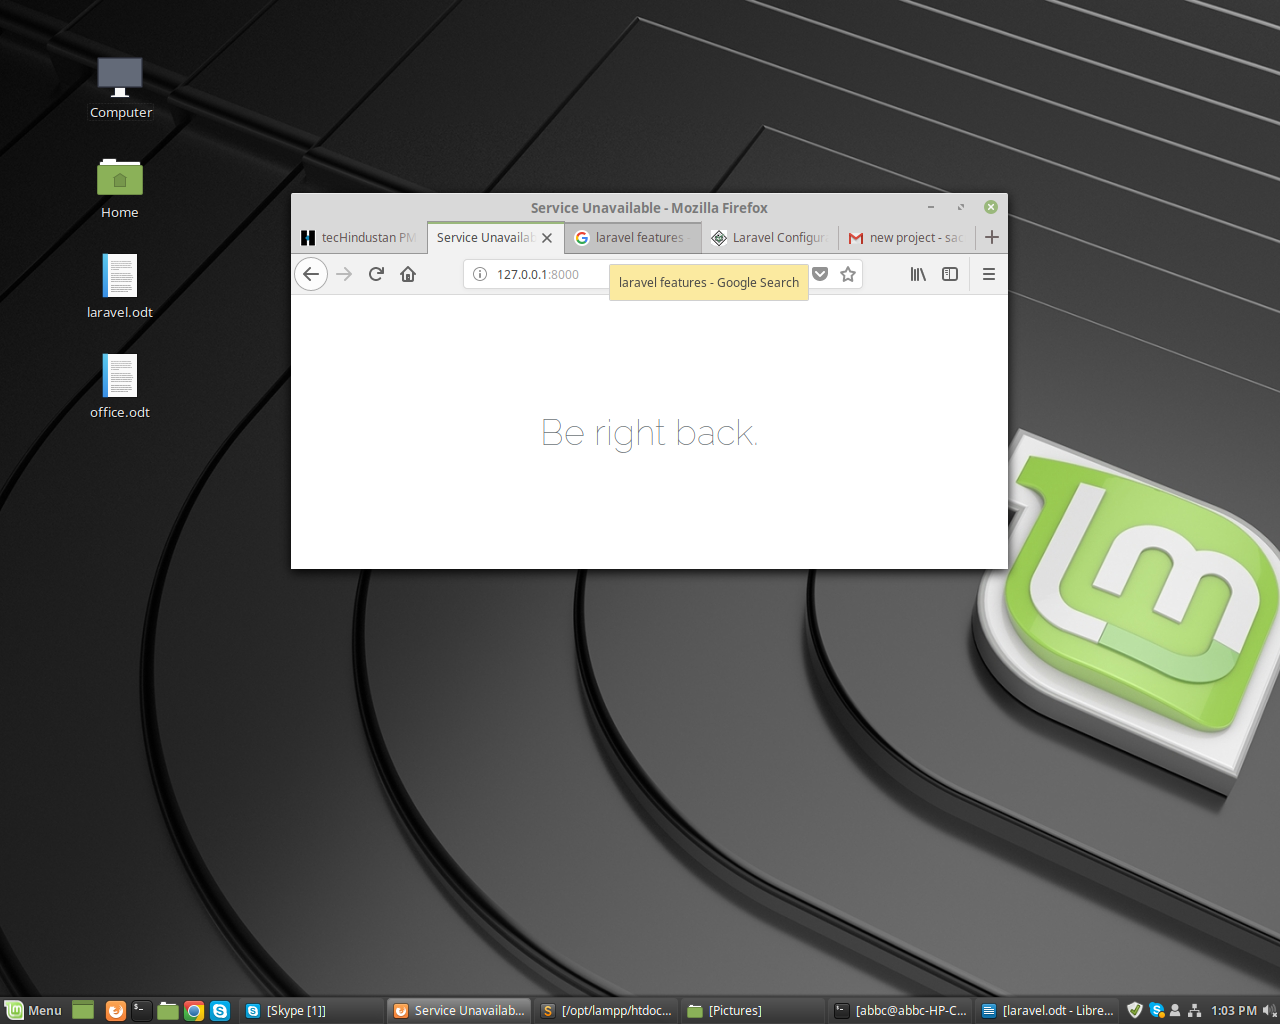 Computer
Home
laravel.odt
office.odt
Service Unavailable - Mozilla Firefox
tecHindustan PM
Service Unavailab
laravel features -
Laravel Configur
new project - sac
127.0.0.1:8000
laravel features - Google Search
Be right back.
Menu
[Skype [1]]
Service Unavailab...
[/opt/lampp/htdoc...
[Pictures]
[abbc@abbc-HP-C...
[laravel.odt - Libre...
1:03 PM